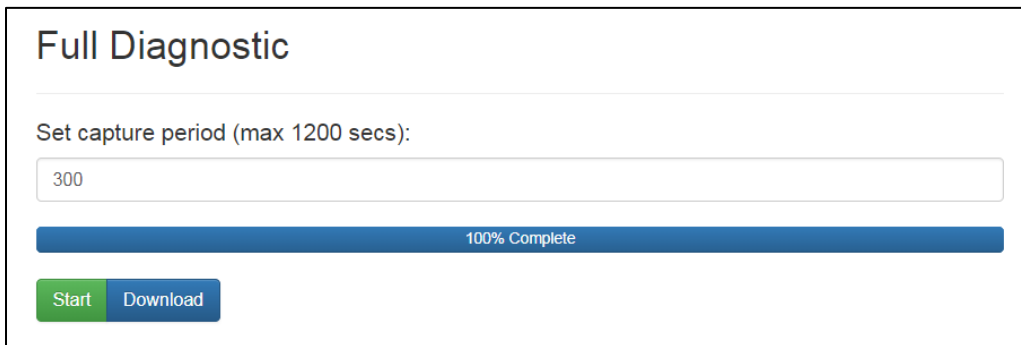 Full Diagnostic
Set capture period (max 1200 secs):
300
100% Complete
Start Download